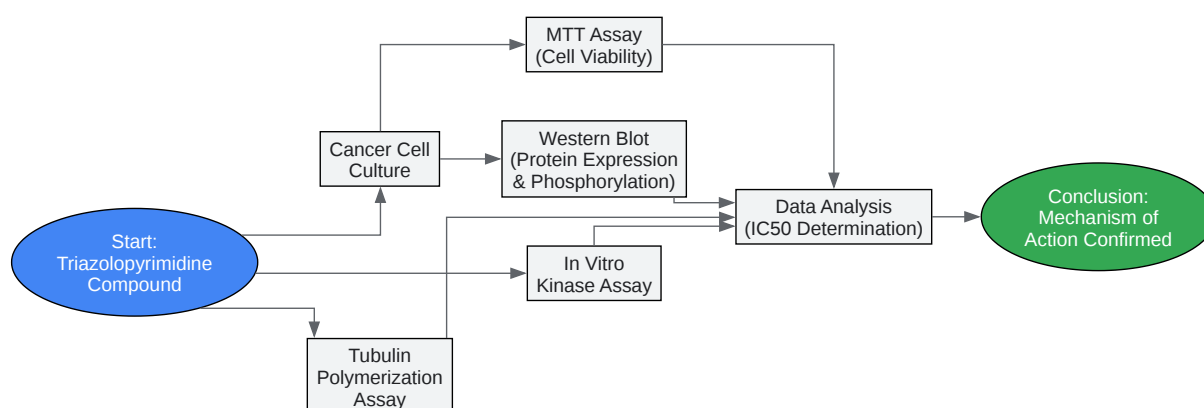 MTT Assay
(Cell Viability)
Cancer Cell
Culture
Western Blot
(Protein Expression
& Phosphorylation)
Data Analysis
(IC50 Determination)
Conclusion:
Mechanism of
Action Confirmed
Start:
Triazolopyrimidine
Compound
In Vitro
Kinase Assay
Tubulin
Polymerization
Assay